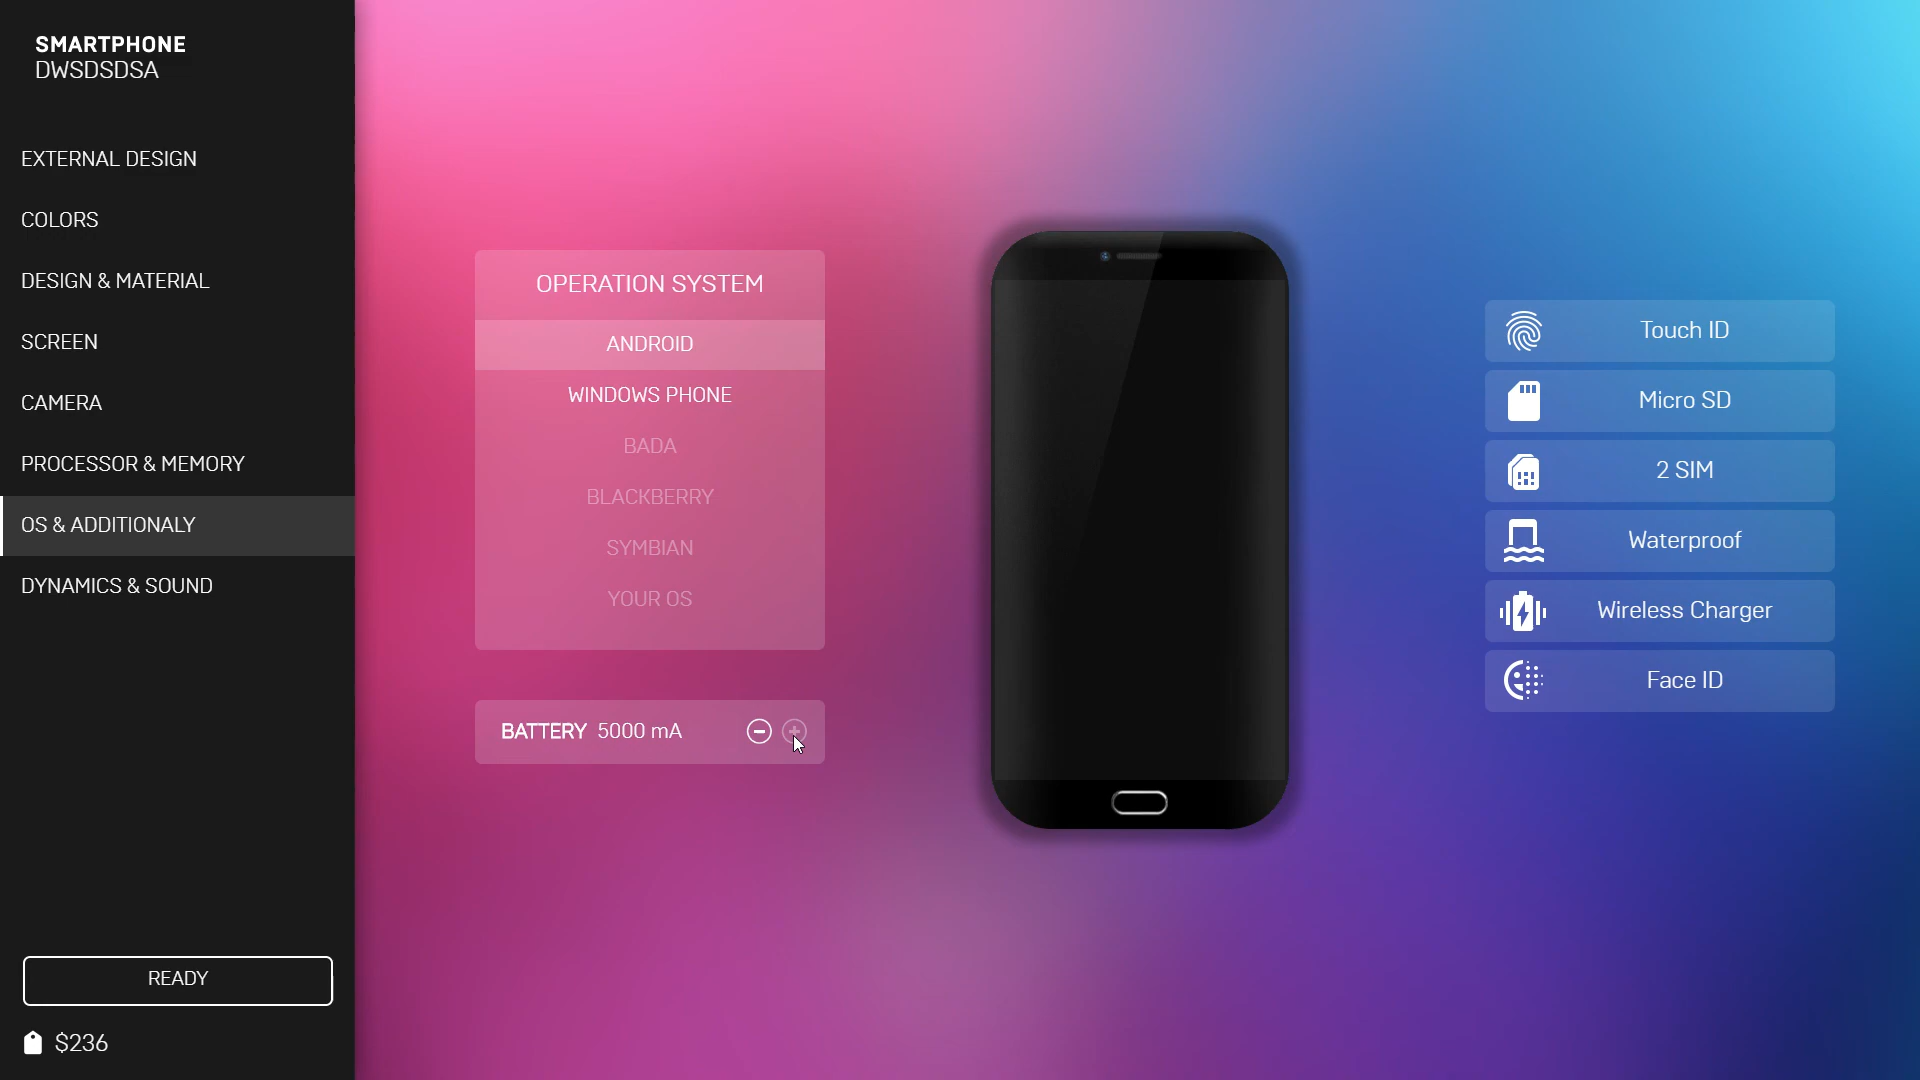 SMARTPHONE
DWSDSDSA
EXTERNAL DESIGN
COLORS
DESIGN & MATERIAL
SCREEN
CAMERA
PROCESSOR & MEMORY
OS & ADDITIONALY
DYNAMICS & SOUND
READY
$236
OPERATION SYSTEM
ANDROID
WINDOWS PHONE
BADA
BLACKBERRY
SYMBIAN
YOUR OS
BATTERY 5000 mA
Touch ID
Micro SD
2 SIM
Waterproof
Wireless Charger
Face ID